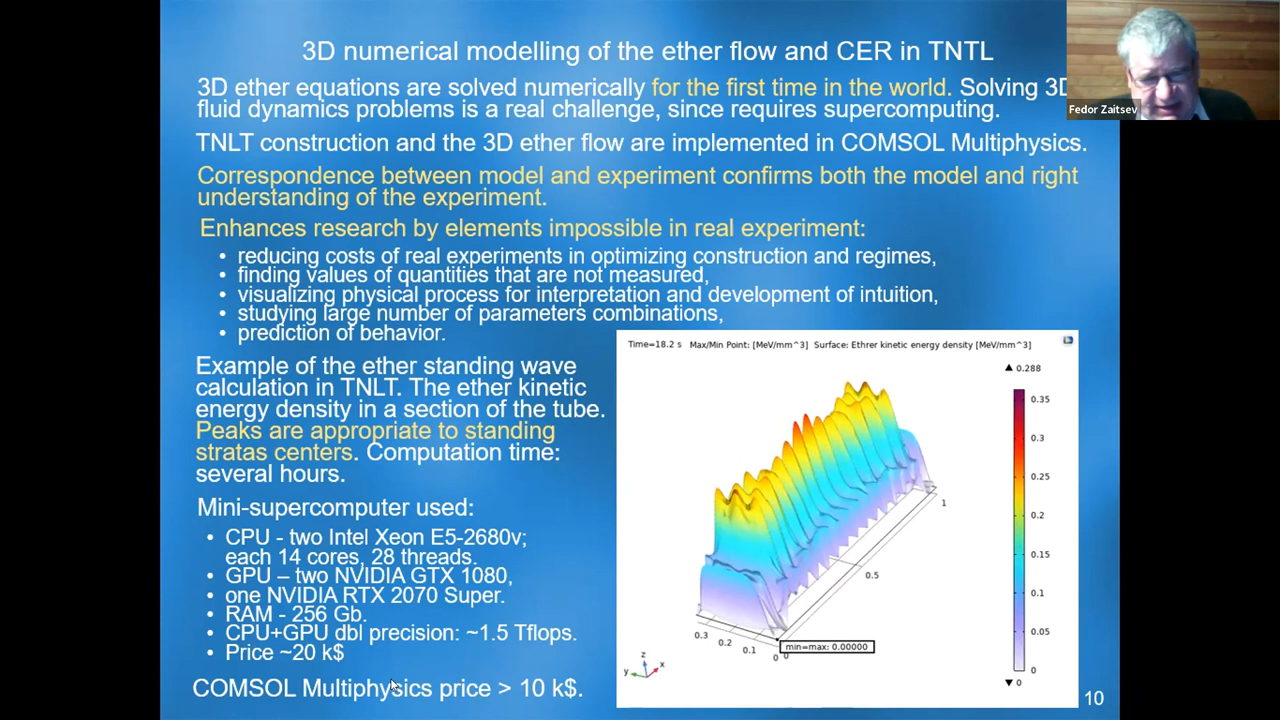 3D numerical modelling of the ether flow and CER in TNTL
3D ether equations are solved numerically for the first time in the world. Solving 3D
fluid dynamics problems is a real challenge, since requires supercomputing.
TNLT construction and the 3D ether flow are implemented in COMSOL Multiphysics.
Correspondence between model and experiment confirms both the model and right
understanding of the experiment.
Enhances research by elements impossible in real experiment:
• reducing costs of real experiments in optimizing construction and regimes,
• finding values of quantities that are not measured,
• visualizing physical process for interpretation and development of intuition,
• studying large number of parameters combinations,
• prediction of behavior.
Example of the ether standing wave
calculation in TNLT. The ether kinetic
energy density in a section of the tube.
Peaks are appropriate to standing
stratas centers. Computation time:
several hours.
Mini-supercomputer used:
• CPU - two Intel Xeon E5-2680v;
each 14 cores, 28 threads.
• GPU – two NVIDIA GTX 1080,
• one NVIDIA RTX 2070 Super.
• RAM - 256 Gb.
• CPU+GPU dbl precision: ~1.5 Tflops.
• Price ~20 k$
COMSOL Multiphysics price > 10 k$.
Time=18.2 s Max/Min Point: [MeV/mm^3] Surface: Ethrer kinetic energy density [MeV/mm^3]
▲ 0.288
0.35
0.3
0.25
0.2
0.15
0.1
0.05
0
▼ 0
1
0.5
0
0.3
0.2
0.1
0
min=max: 0.00000
z
y
x
10
Fedor Zaitsev